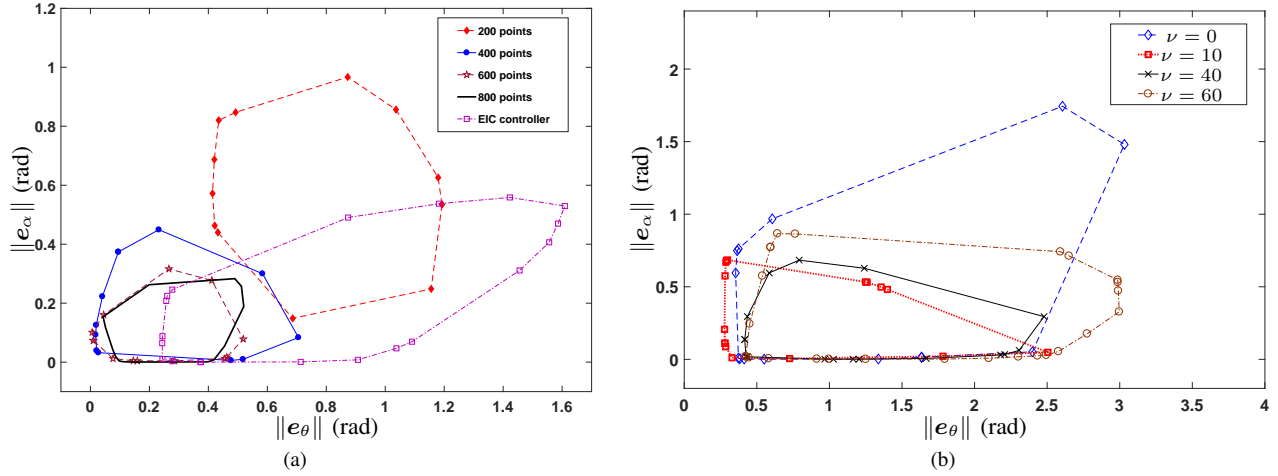 1.2
1
0.8
0.6
0.4
0.2
0
‖e_α‖ (rad)
0 0.2 0.4 0.6 0.8 1 1.2 1.4 1.6
‖e_θ‖ (rad)
200 points
400 points
600 points
800 points
EIC controller
(a)
2
1.5
1
0.5
0
‖e_α‖ (rad)
0 0.5 1 1.5 2 2.5 3 3.5 4
‖e_θ‖ (rad)
ν = 0
ν = 10
ν = 40
ν = 60
(b)